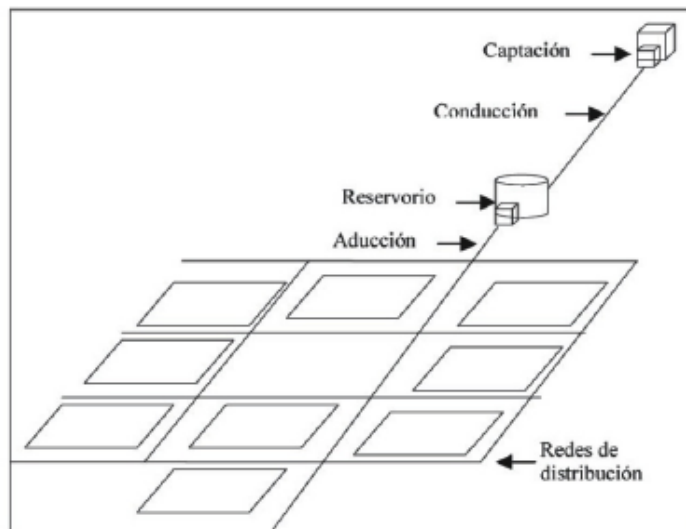 Captación
Conducción
Reservorio
Aducción
Redes de
distribución